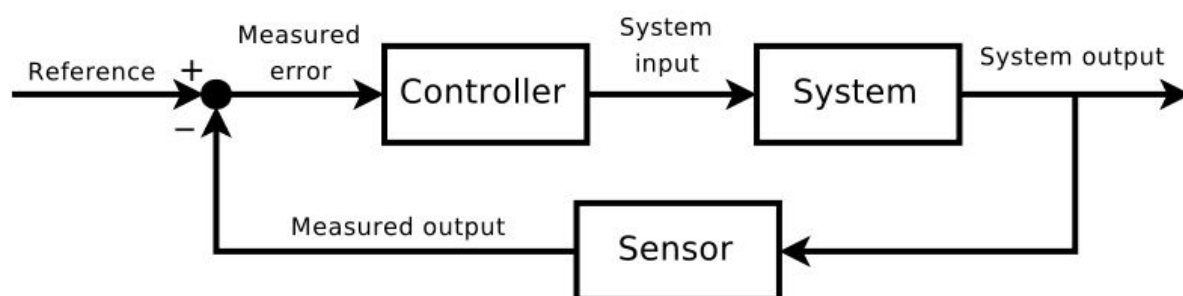 Reference
+
−
Measured
error
Controller
System
input
System
System output
Measured output
Sensor